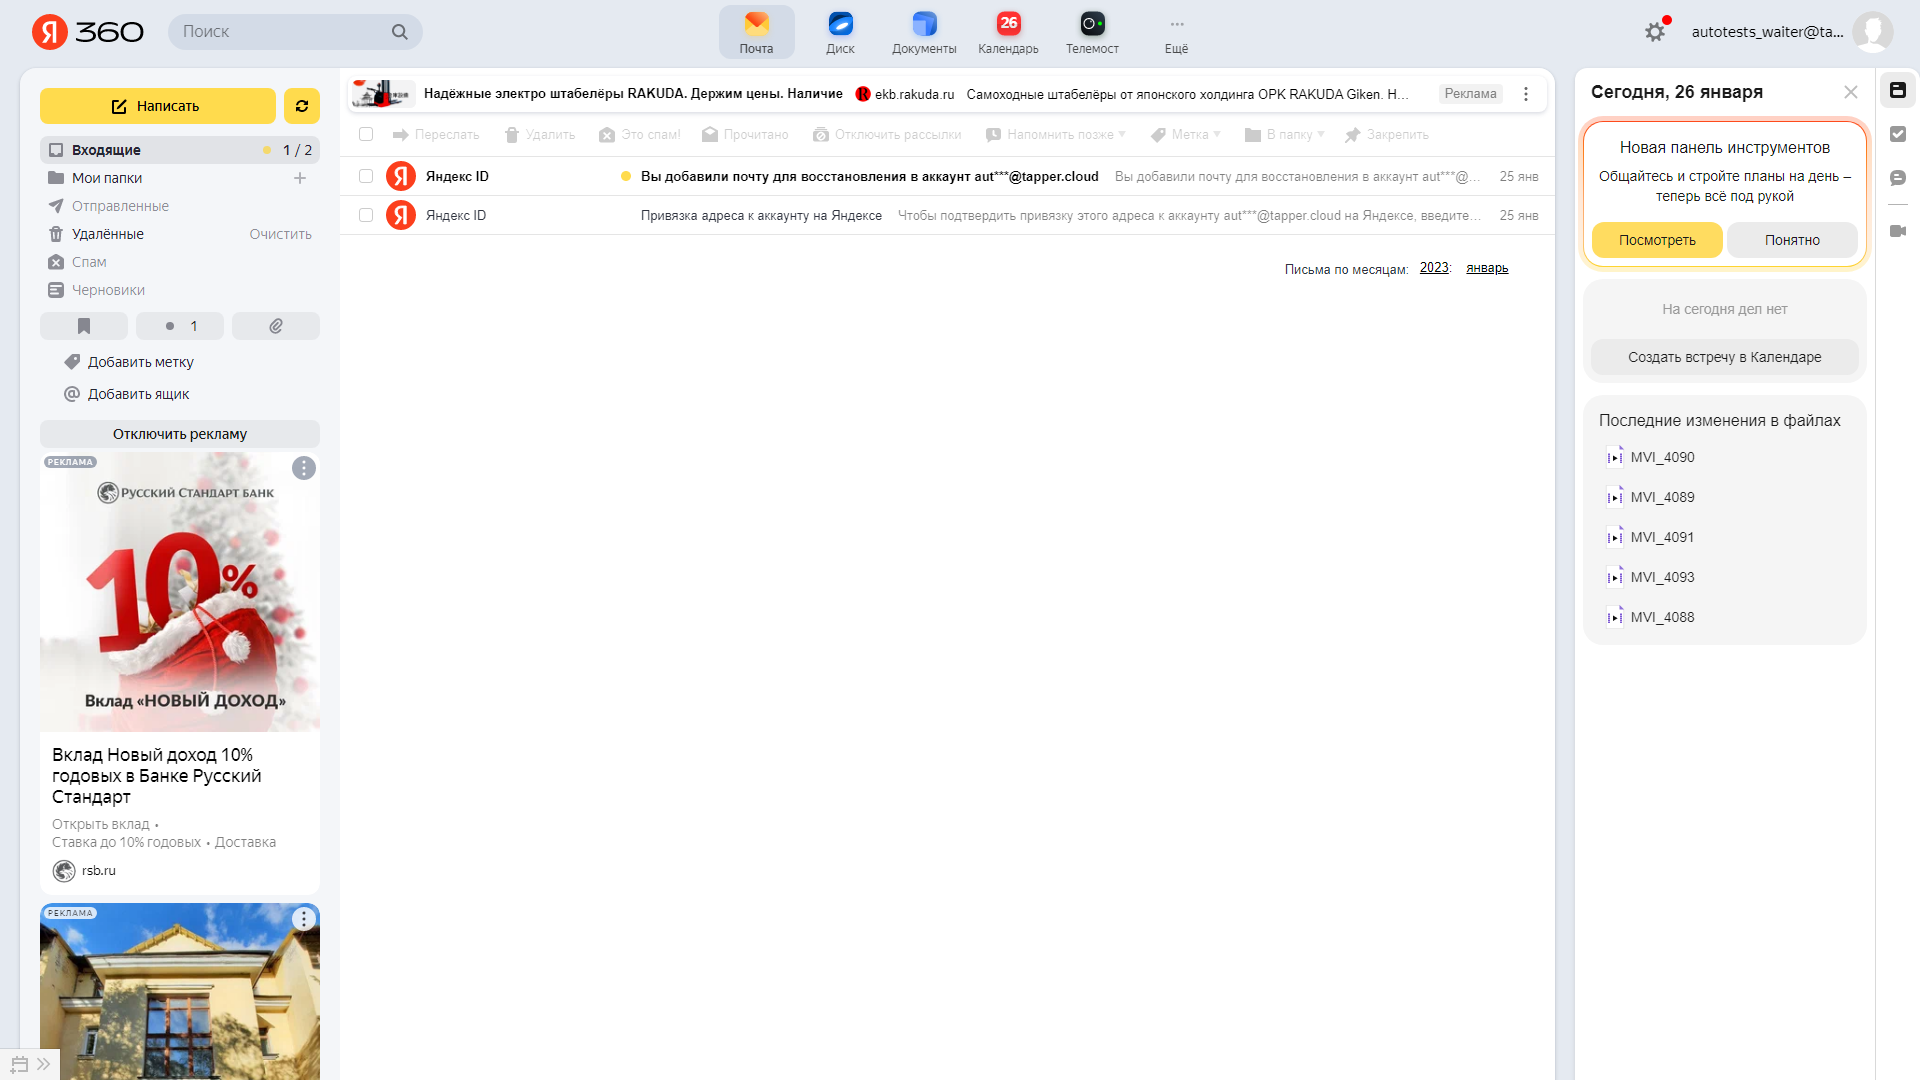 Я 360
Поиск
Почта
Диск
Документы
26
Календарь
Телемост
Ещё
autotests_waiter@ta...
Написать
Входящие 1 / 2
Мои папки
Отправленные
Удалённые Очистить
Спам
Черновики
1
Добавить метку
Добавить ящик
Отключить рекламу
РЕКЛАМА
РУССКИЙ СТАНДАРТ БАНК
10%
Вклад «НОВЫЙ ДОХОД»
Вклад Новый доход 10%
годовых в Банке Русский
Стандарт
Открыть вклад •
Ставка до 10% годовых • Доставка
rsb.ru
РЕКЛАМА
Надёжные электро штабелёры RAKUDA. Держим цены. Наличие R ekb.rakuda.ru Самоходные штабелёры от японского холдинга OPK RAKUDA Giken. Н... Реклама
Переслать Удалить Это спам! Прочитано Отключить рассылки Напомнить позже Метка В папку Закрепить
Я Яндекс ID Вы добавили почту для восстановления в аккаунт aut***@tapper.cloud Вы добавили почту для восстановления в аккаунт aut***@... 25 янв
Я Яндекс ID Привязка адреса к аккаунту на Яндексе Чтобы подтвердить привязку этого адреса к аккаунту aut***@tapper.cloud на Яндексе, введите... 25 янв
Письма по месяцам: 2023: январь
Сегодня, 26 января
Новая панель инструментов
Общайтесь и стройте планы на день –
теперь всё под рукой
Посмотреть Понятно
На сегодня дел нет
Создать встречу в Календаре
Последние изменения в файлах
MVI_4090
MVI_4089
MVI_4091
MVI_4093
MVI_4088